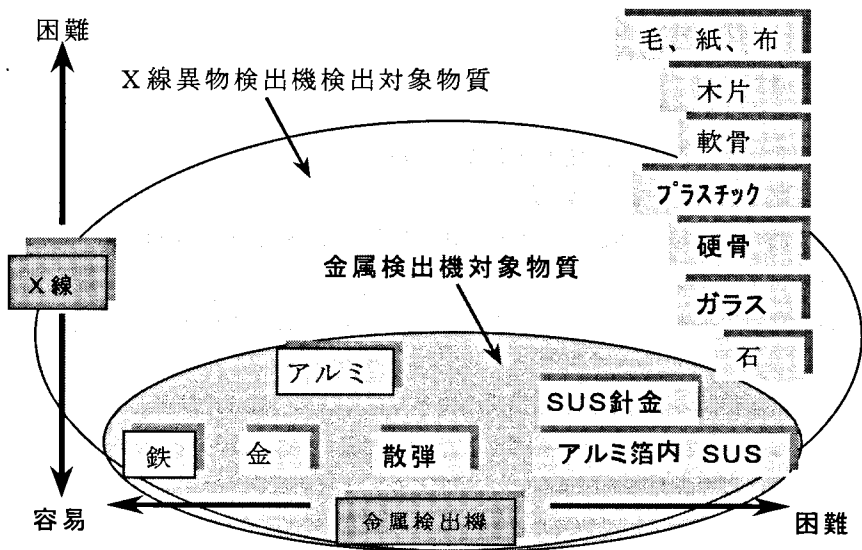 困難
毛、紙、布
X線異物検出機検出対象物質
木片
軟骨
プラスチック
硬骨
X線
金属検出機対象物質
ガラス
石
アルミ
SUS針金
鉄
金
散弾
アルミ箔内 SUS
容易
金属検出機
困難